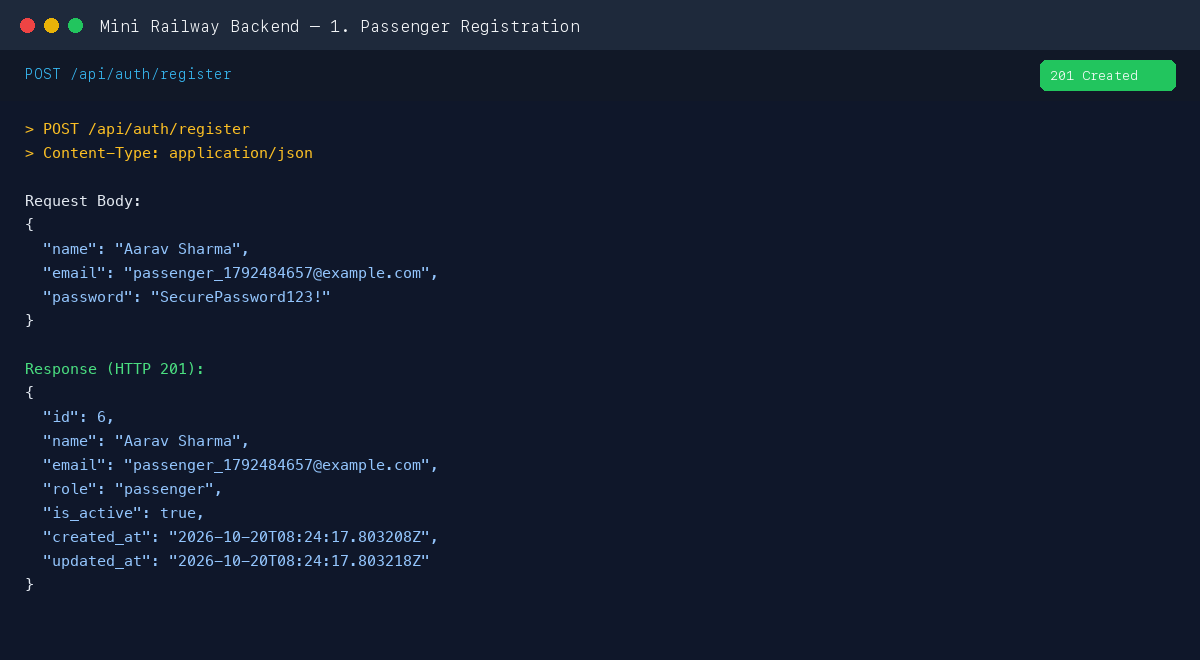 Mini Railway Backend — 1. Passenger Registration
POST /api/auth/register
201 Created
> POST /api/auth/register
> Content-Type: application/json
Request Body:
{
  "name": "Aarav Sharma",
  "email": "passenger_1792484657@example.com",
  "password": "SecurePassword123!"
}
Response (HTTP 201):
{
  "id": 6,
  "name": "Aarav Sharma",
  "email": "passenger_1792484657@example.com",
  "role": "passenger",
  "is_active": true,
  "created_at": "2026-10-20T08:24:17.803208Z",
  "updated_at": "2026-10-20T08:24:17.803218Z"
}